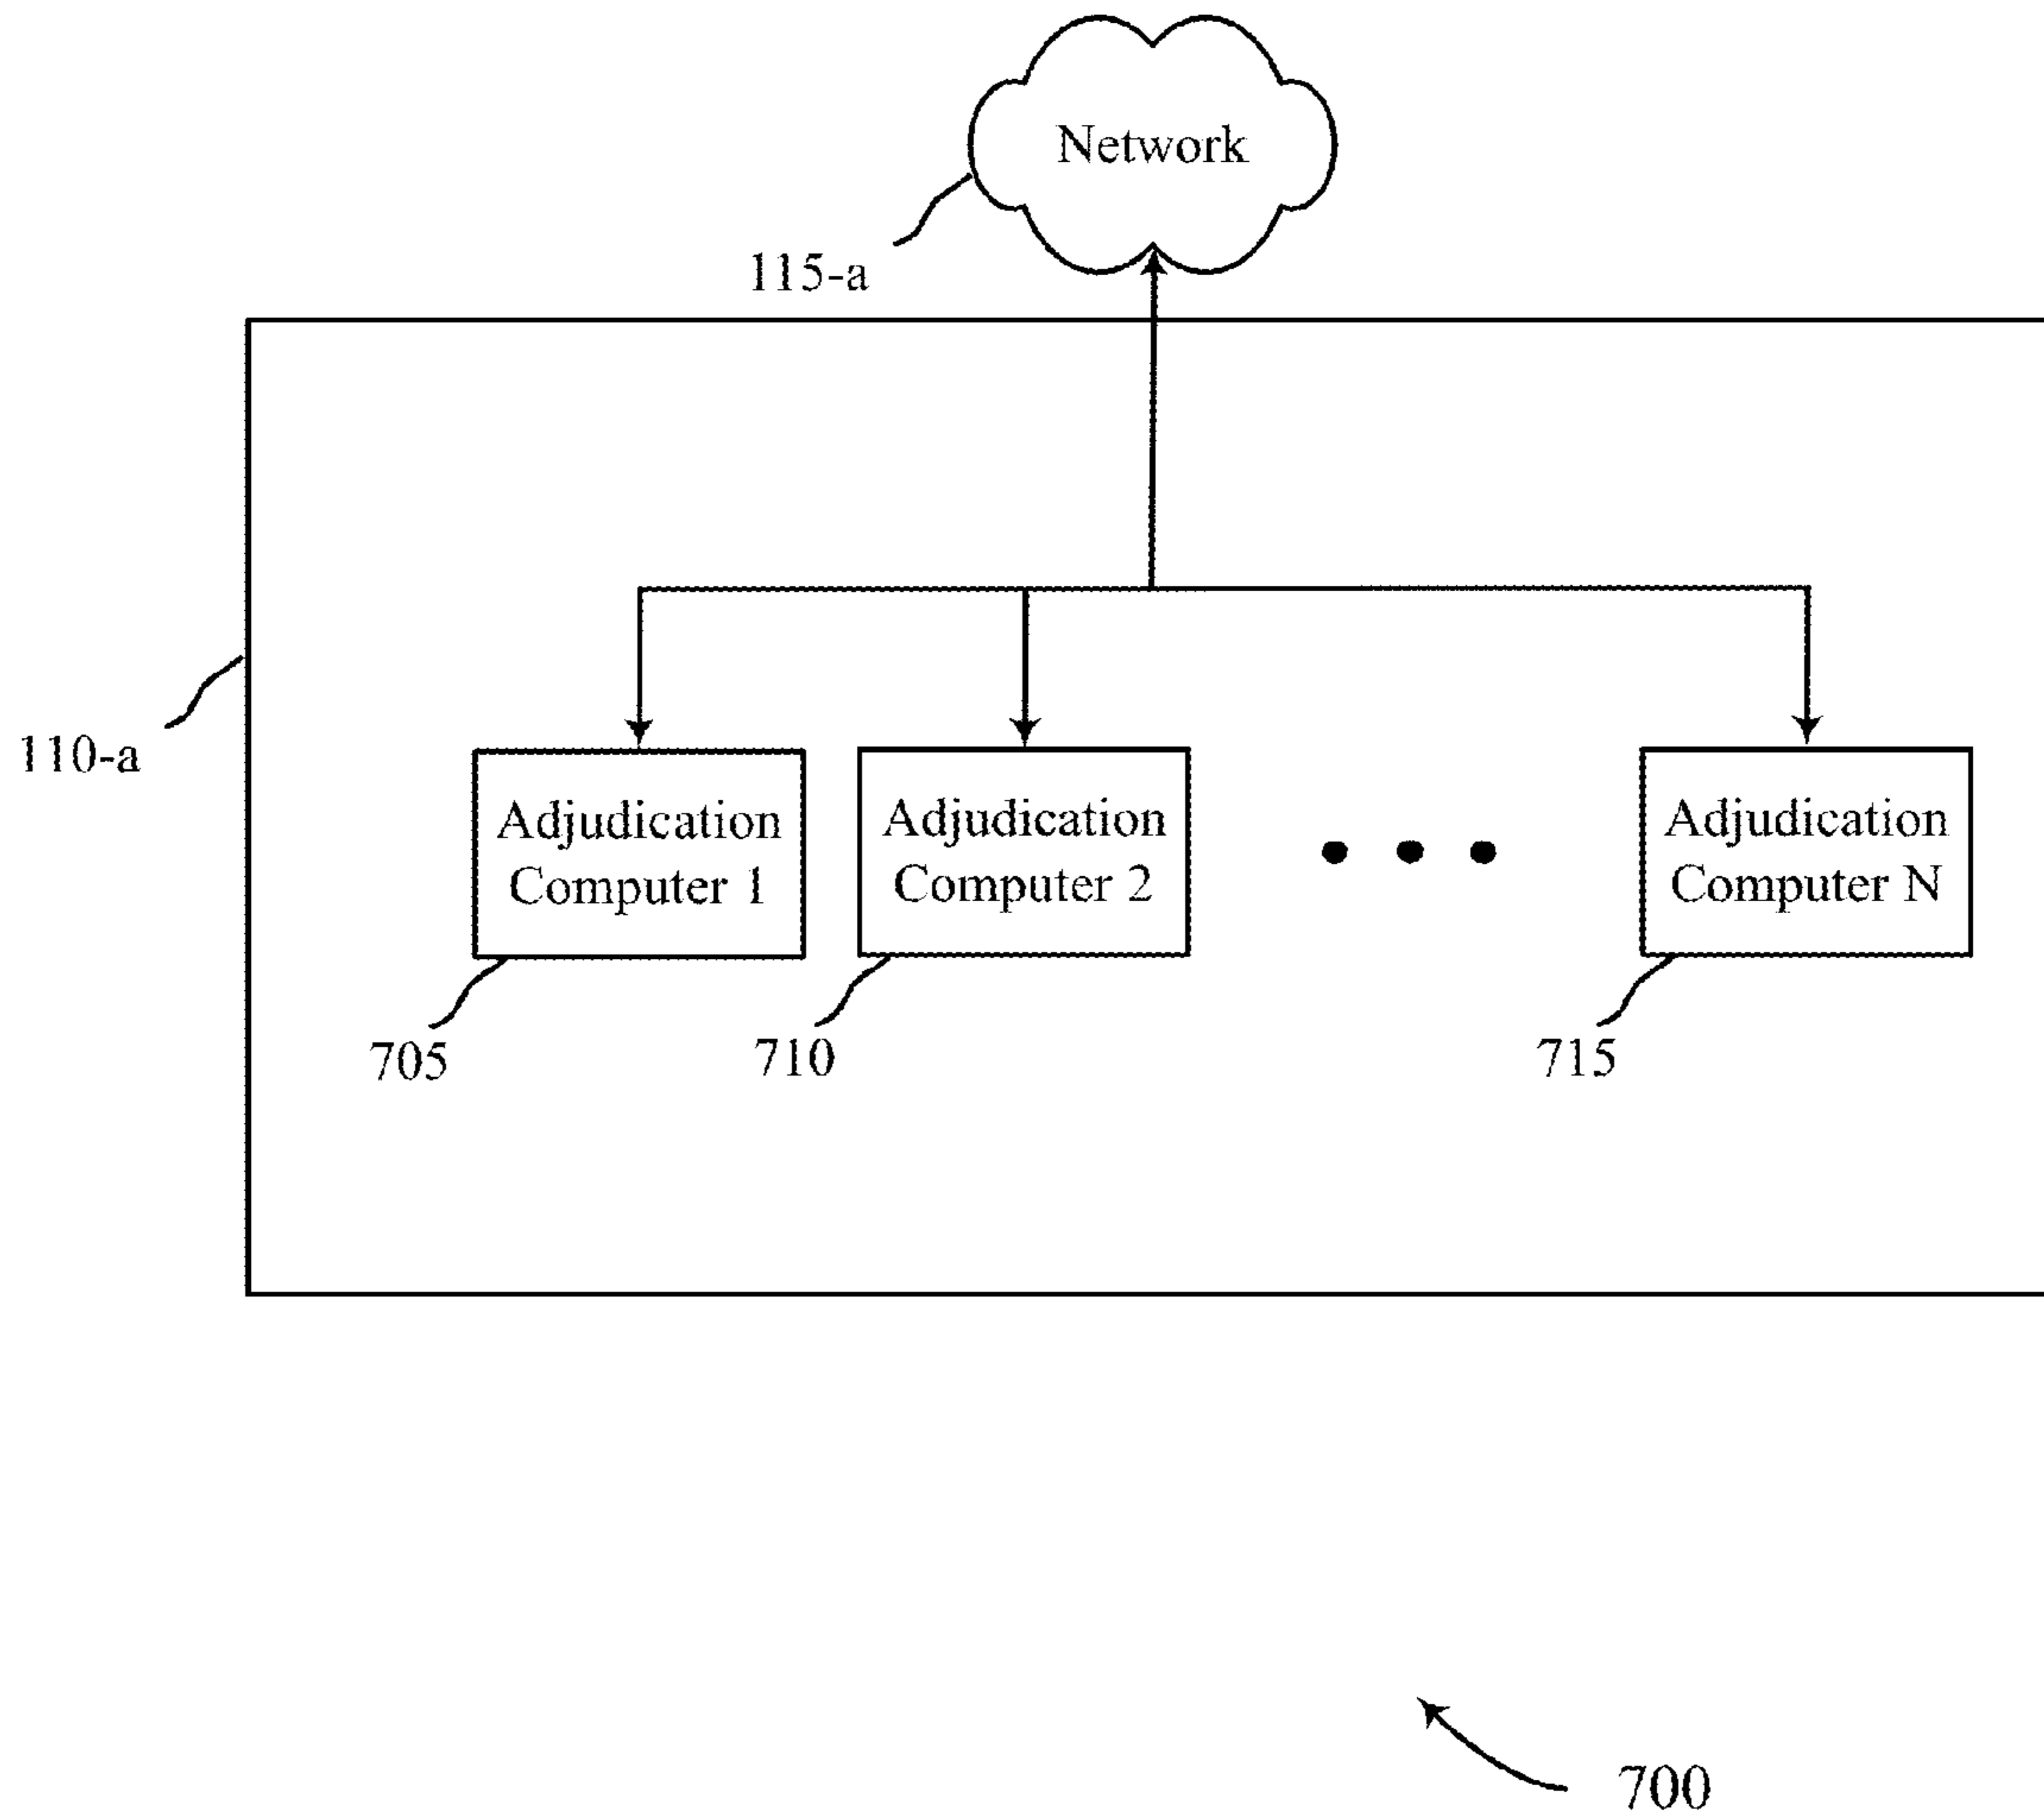 Network
115-a
110-a
Adjudication
Computer 1
Adjudication
Computer 2
Adjudication
Computer N
705
710
715
700